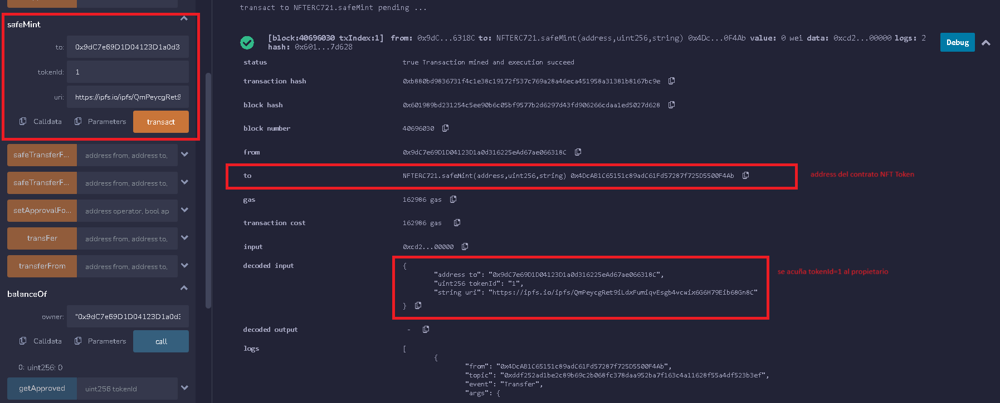 safeMint
to: 0x9dC7e69D1D04123D1a0d3
tokenId: 1
uri: https://ipfs.io/ipfs/QmPeycgRet9
Calldata Parameters transact
safeTransferF... address from, address to,
safeTransferF... address from, address to,
setApprovalFo... address operator, bool ap
transFer address from, address to,
transferFrom address from, address to,
balanceOf
owner: "0x9dC7e69D1D04123D1a0d3
Calldata Parameters call
0: uint256: 0
getApproved uint256 tokenId
transact to NFTERC721.safeMint pending ...
[block:40696030 txIndex:1] from: 0x9dC...6318C to: NFTERC721.safeMint(address,uint256,string) 0x4Dc...0F4Ab value: 0 wei data: 0xcd2...00000 logs: 2
hash: 0x601...7d628
Debug
status true Transaction mined and execution succeed
transaction hash 0xb880bd9836731f4c1e38c19172f537c769a28a46eca451958a31381b8167bc9e
block hash 0x601989bd231254c5ee90b6c05bf9577b2d6297d43fd906266cdaa1ed5027d628
block number 40696030
from 0x9dC7e69D1D04123D1a0d316225eAd67ae066318C
to NFTERC721.safeMint(address,uint256,string) 0x4DcAB1C65151c89adC61Fd57287f725D5500F4Ab
address del contrato NFT Token
gas 162986 gas
transaction cost 162986 gas
input 0xcd2...00000
decoded input {
"address to": "0x9dC7e69D1D04123D1a0d316225eAd67ae066318C",
"uint256 tokenId": "1",
"string uri": "https://ipfs.io/ipfs/QmPeycgRet9iLdxFumiqvEsgb4vcwix6G6H79Eib68Gn8C"
}
se acuña tokenId=1 al propietario
decoded output -
logs [
{
"from": "0x4DcAB1C65151c89adC61Fd57287f725D5500F4Ab",
"topic": "0xddf252ad1be2c89b69c2b068fc378daa952ba7f163c4a11628f55a4df523b3ef",
"event": "Transfer",
"args": {